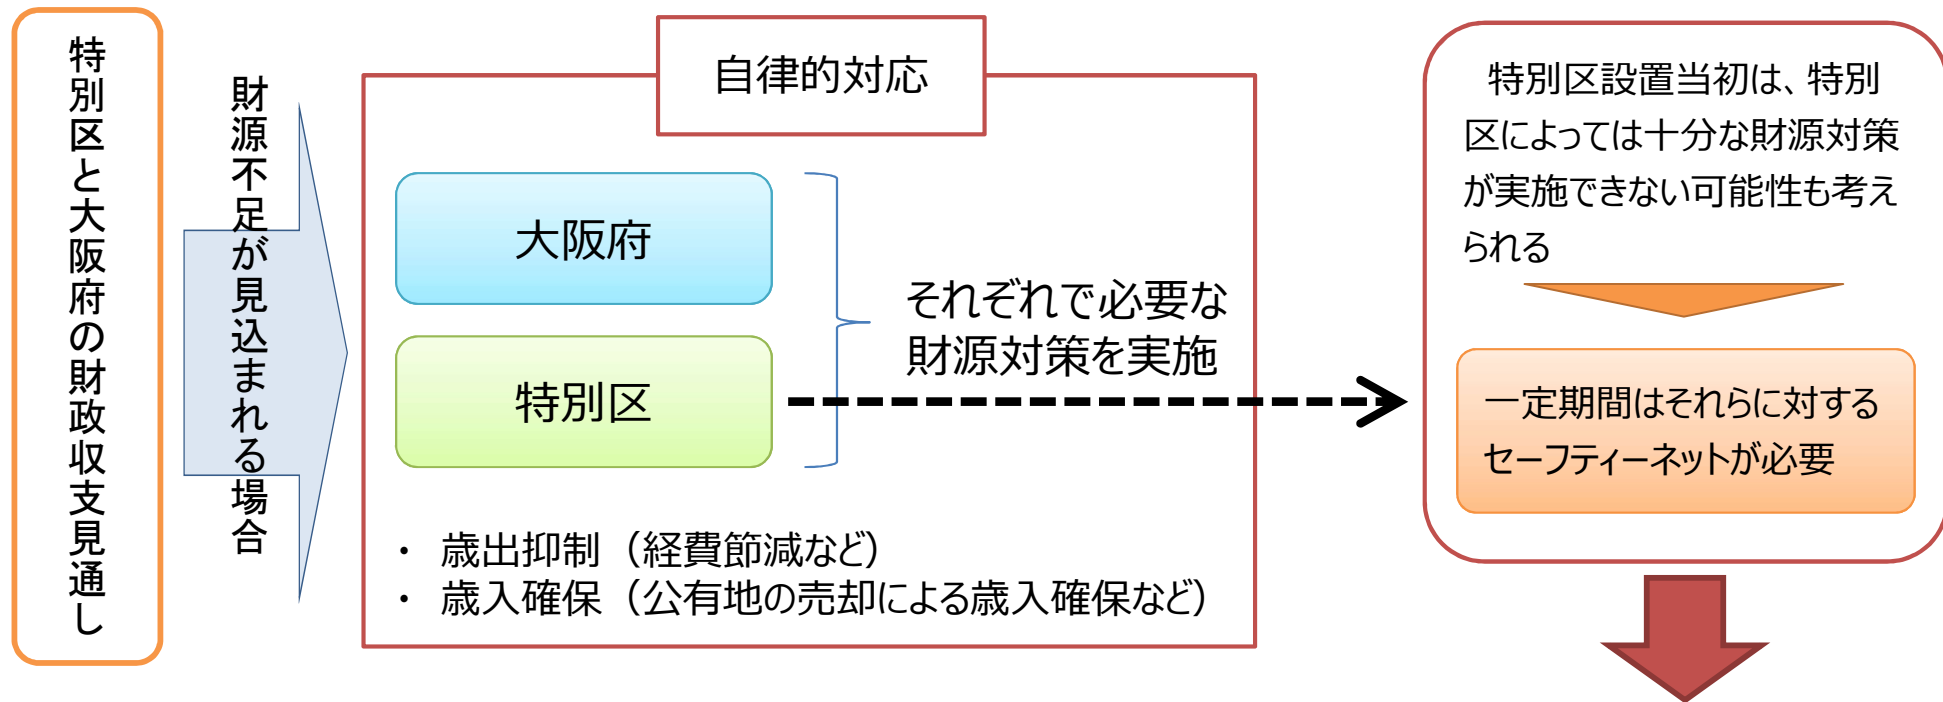 特別区と大阪府の財政収支見通し
財源不足が見込まれる場合
自律的対応
大阪府
特別区
それぞれで必要な
財源対策を実施
・ 歳出抑制（経費節減など）
・ 歳入確保（公有地の売却による歳入確保など）
特別区設置当初は、特別
区によっては十分な財源対策
が実施できない可能性も考え
られる
一定期間はそれらに対する
セーフティーネットが必要